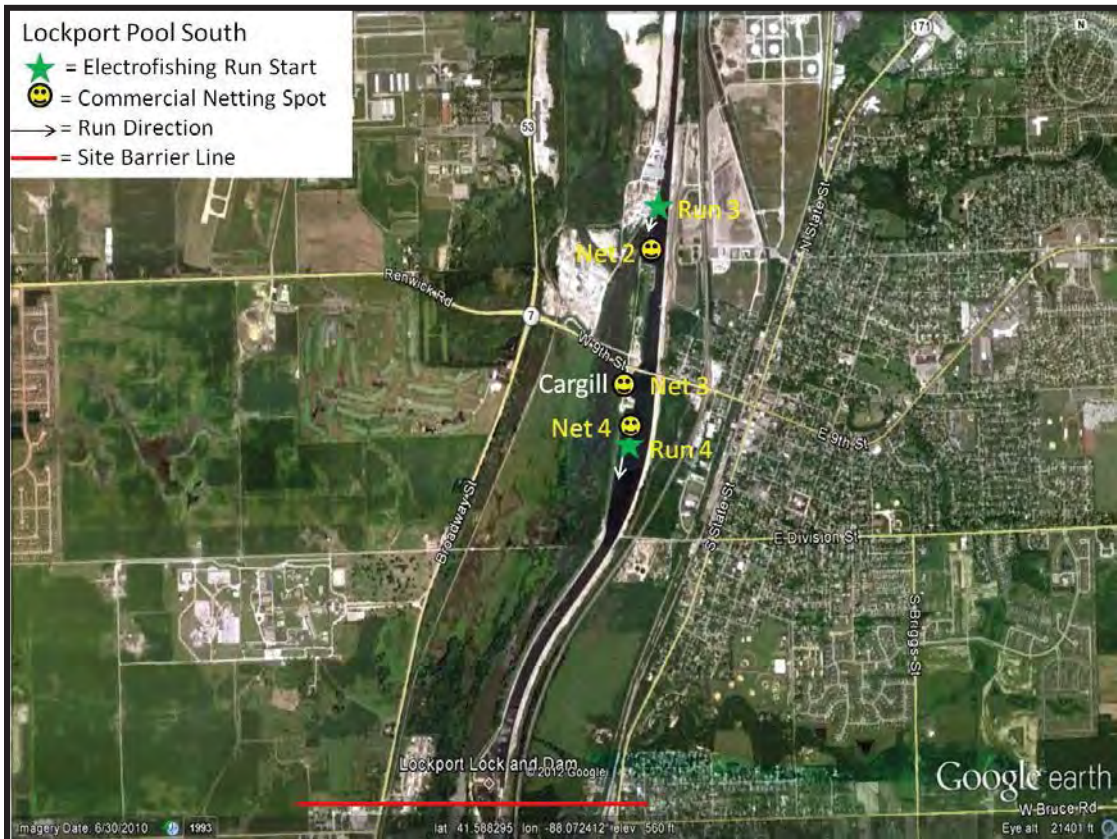 Lockport Pool South
= Electrofishing Run Start
= Commercial Netting Spot
= Run Direction
= Site Barrier Line
171
N
53
Run 3
Net 2
N State St
Renwick Rd
7
W 9th St
Cargill
Net 3
Net 4
Run 4
E 9th St
Broadway St
S State St
E Division St
S Briggs St
Lockport Lock and Dam
© 2012 Google
Google earth
W Bruce Rd
Imagery Date: 6/30/2010
1993
lat 41.588295 lon -88.072412 elev 560 ft
Eye alt 21401 ft